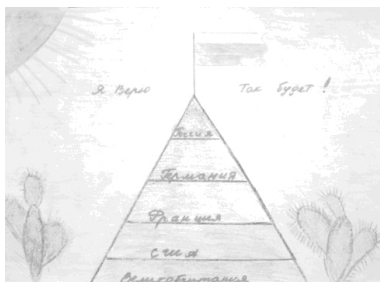 Я Верю Так будет!
Германия
Франция
США
Великобритания